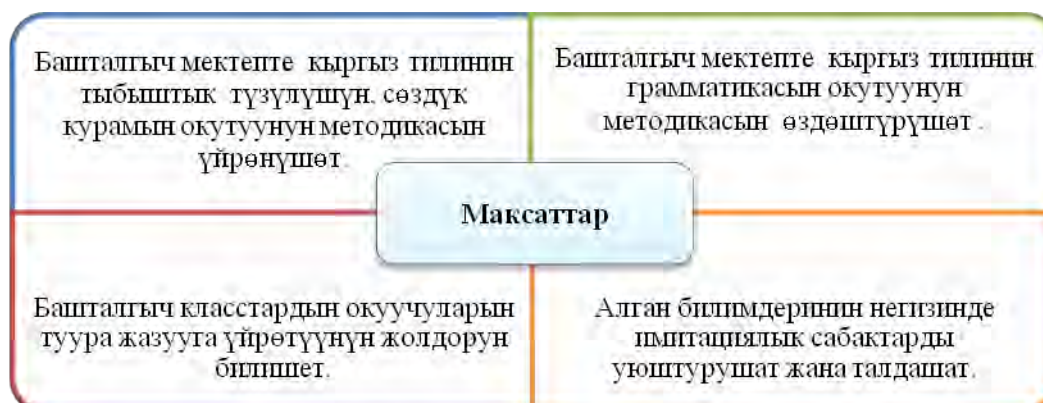 Башталгыч мектепте кыргыз тилинин
тыбыштык түзүлүшүн, сөздүк
курамын окутуунун методикасын
үйрөнүшөт.
Башталгыч мектепте кыргыз тилинин
грамматикасын окутуунун
методикасын өздөштүрүшөт .
Максаттар
Башталгыч класстардын окуучуларын
туура жазууга үйрөтүүнүн жолдорун
билишет.
Алган билимдеринин негизинде
имитациялык сабактарды
уюштурушат жана талдашат.